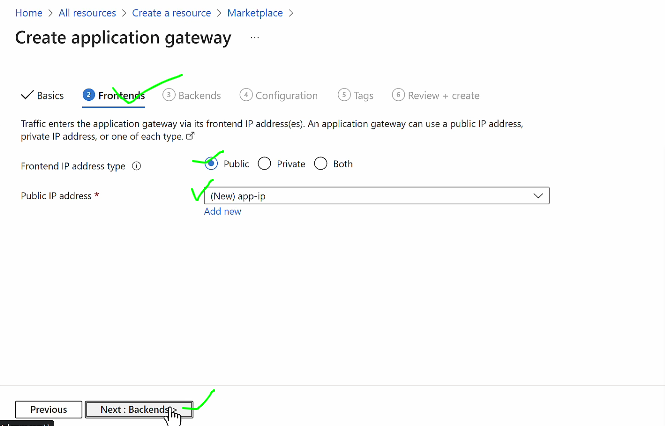 Home > All resources > Create a resource > Marketplace >
Create application gateway ...
Basics 2 Frontends 3 Backends 4 Configuration 5 Tags 6 Review + create
Traffic enters the application gateway via its frontend IP address(es). An application gateway can use a public IP address,
private IP address, or one of each type.
Frontend IP address type Public Private Both
Public IP address * (New) app-ip
Add new
Previous Next : Backends >